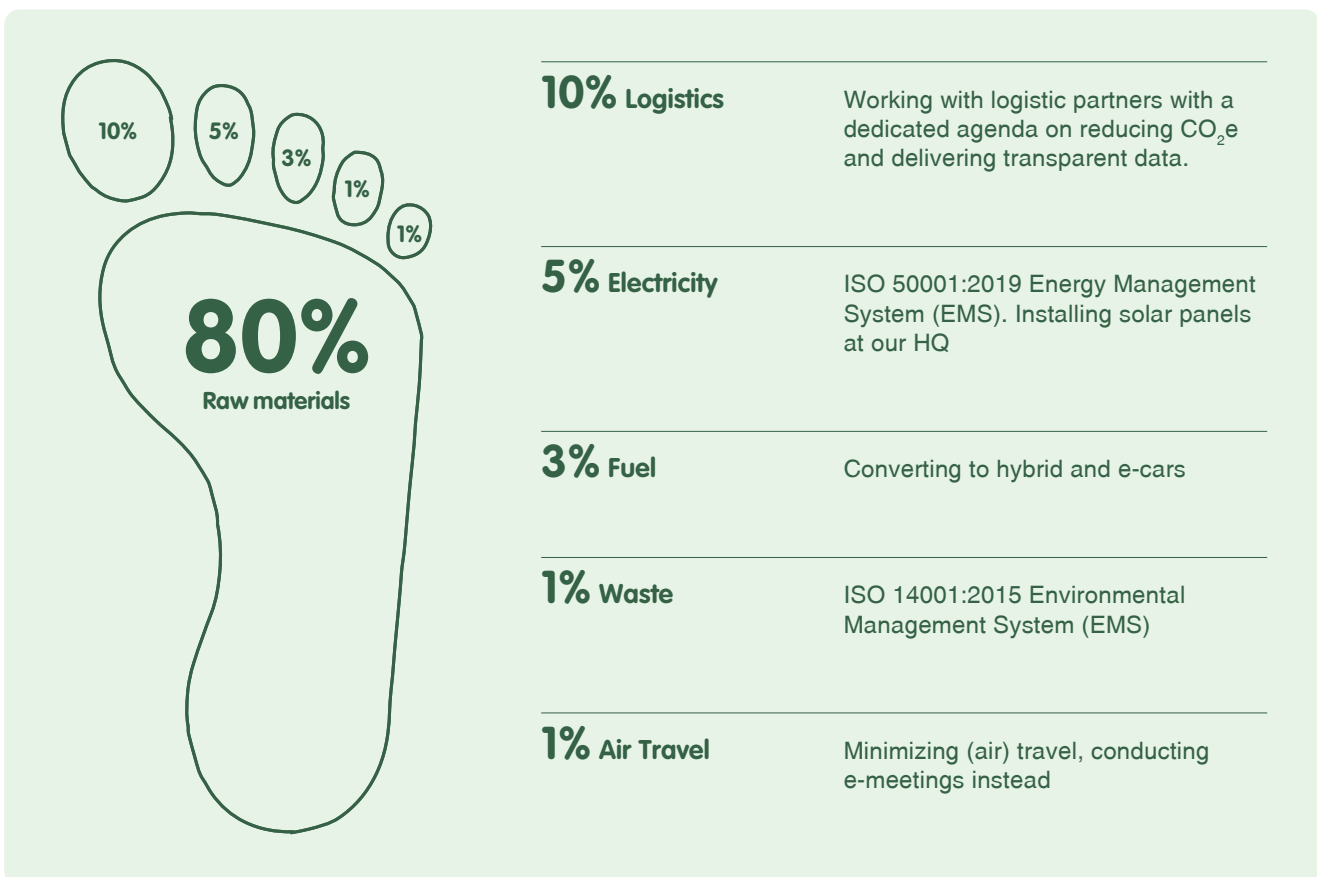 10%
5%
3%
1%
1%
80%
Raw materials
10% Logistics
Working with logistic partners with a
dedicated agenda on reducing CO₂e
and delivering transparent data.
5% Electricity
ISO 50001:2019 Energy Management
System (EMS). Installing solar panels
at our HQ
3% Fuel
Converting to hybrid and e-cars
1% Waste
ISO 14001:2015 Environmental
Management System (EMS)
1% Air Travel
Minimizing (air) travel, conducting
e-meetings instead